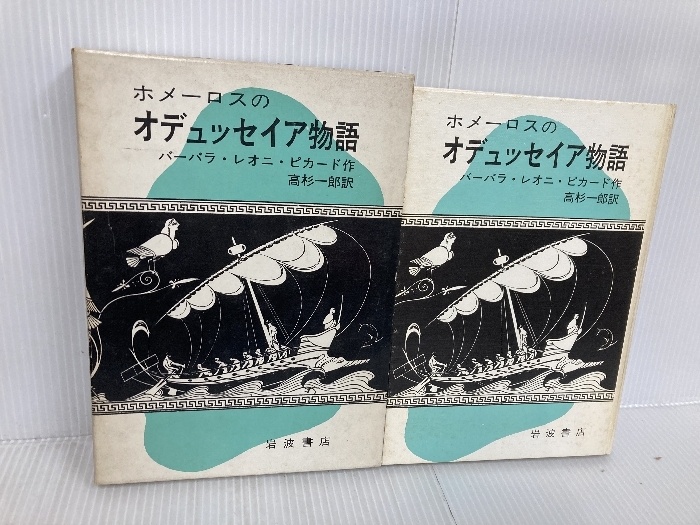 ホメーロスの
オデュッセイア物語
バーバラ・レオニ・ピカード作
高杉一郎訳
岩波書店
ホメーロスの
オデュッセイア物語
バーバラ・レオニ・ピカード作
高杉一郎訳
岩波書店